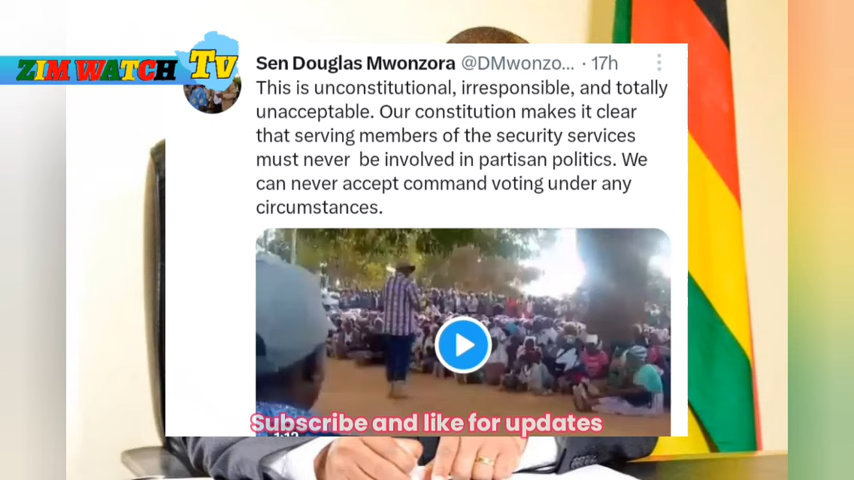 ZIM WATCH TV
Sen Douglas Mwonzora @DMwonzo... · 17h
This is unconstitutional, irresponsible, and totally
unacceptable. Our constitution makes it clear
that serving members of the security services
must never be involved in partisan politics. We
can never accept command voting under any
circumstances.
Subscribe and like for updates
1:12